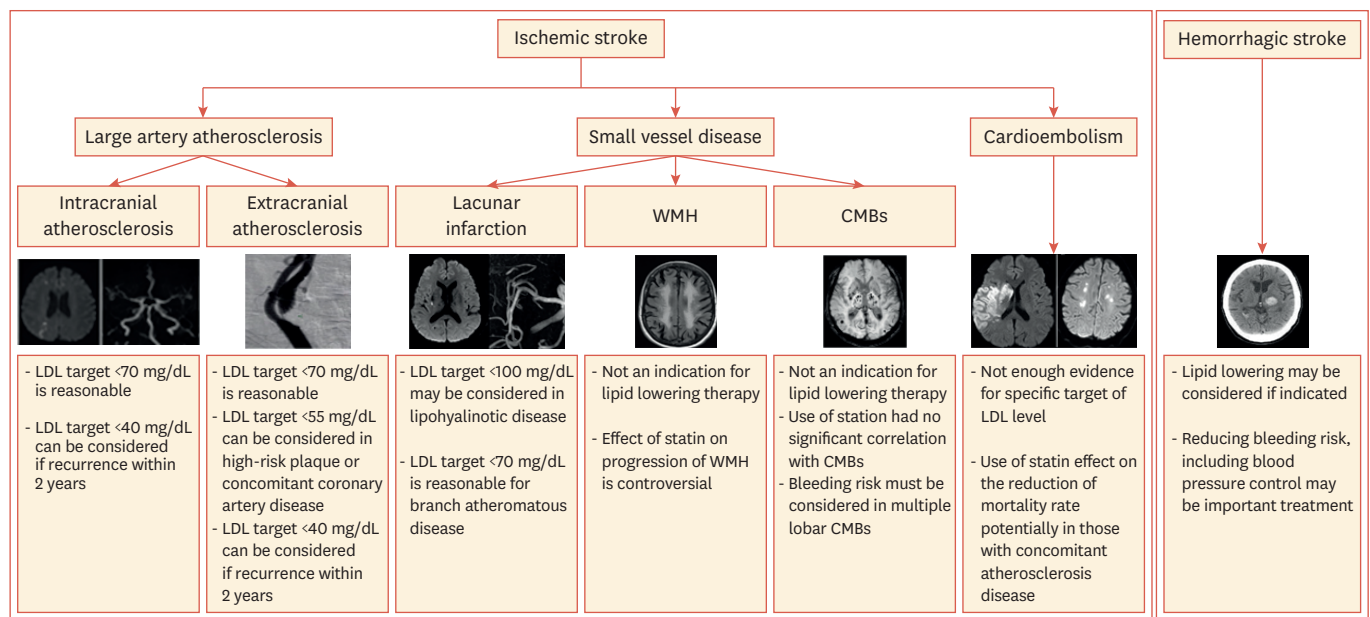 Ischemic stroke
Hemorrhagic stroke
Large artery atherosclerosis
Small vessel disease
Cardioembolism
Intracranial
atherosclerosis
Extracranial
atherosclerosis
Lacunar
infarction
WMH
CMBs
- LDL target <70 mg/dL
is reasonable
- LDL target <40 mg/dL
can be considered
if recurrence within
2 years
- LDL target <70 mg/dL
is reasonable
- LDL target <55 mg/dL
can be considered in
high-risk plaque or
concomitant coronary
artery disease
- LDL target <40 mg/dL
can be considered
if recurrence within
2 years
- LDL target <100 mg/dL
may be considered in
lipohyalinotic disease
- LDL target <70 mg/dL
is reasonable for
branch atheromatous
disease
- Not an indication for
lipid lowering therapy
- Effect of statin on
progression of WMH
is controversial
- Not an indication for
lipid lowering therapy
- Use of station had no
significant correlation
with CMBs
- Bleeding risk must be
considered in multiple
lobar CMBs
- Not enough evidence
for specific target of
LDL level
- Use of statin effect on
the reduction of
mortality rate
potentially in those
with concomitant
atherosclerosis
disease
- Lipid lowering may be
considered if indicated
- Reducing bleeding risk,
including blood
pressure control may
be important treatment